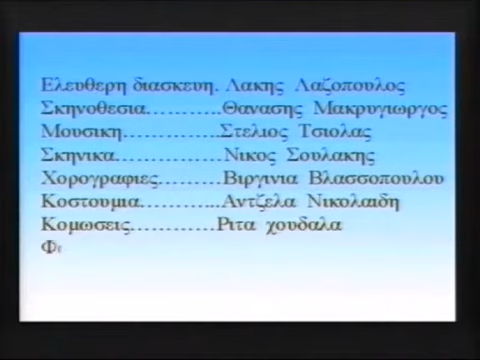 Ελευθερη διασκευη. Λακης Λαζοπουλος
Σκηνοθεσια...........Θανασης Μακρυγιωργος
Μουσικη...............Στελιος Τσιολας
Σκηνικα................Νικος Σουλακης
Χορογραφιες.........Βιργινια Βλασσοπουλου
Κοστουμια............Αντζελα Νικολαιδη
Κομωσεις............Ριτα χουδαλα
Φι